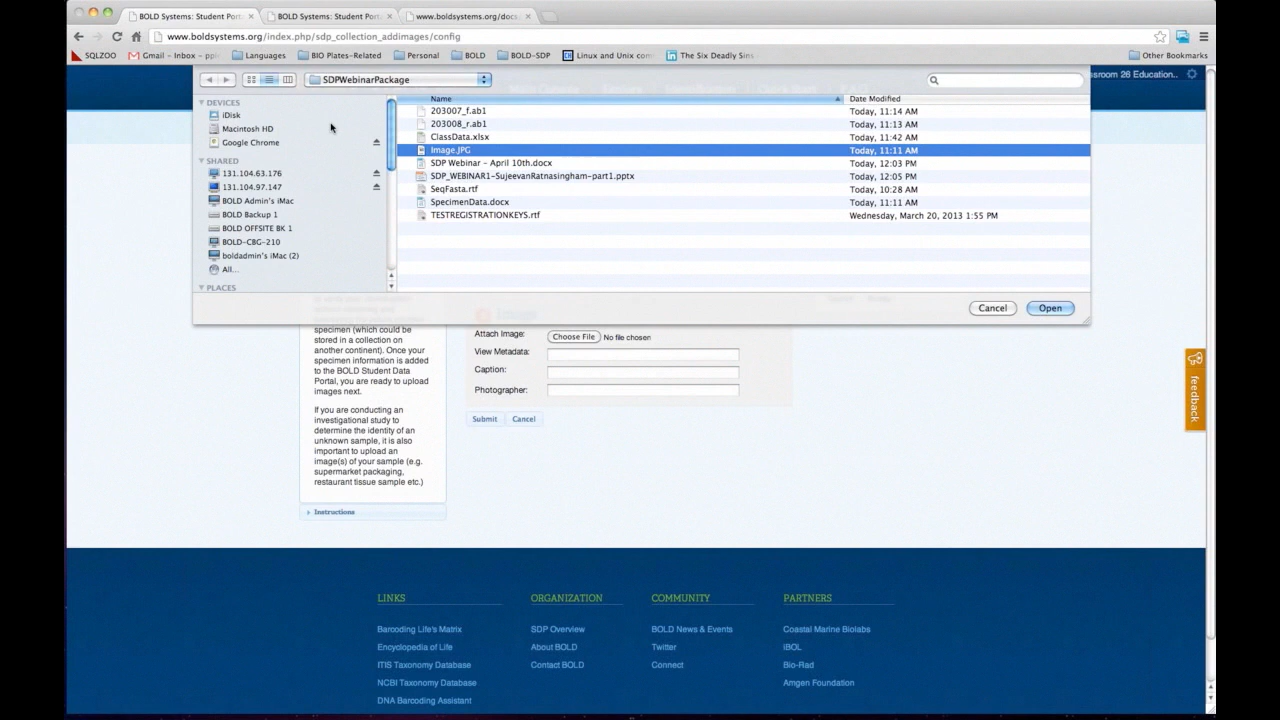 BOLD Systems: Student Por
BOLD Systems: Student Port
www.boldsystems.org/docs
www.boldsystems.org/index.php/sdp_collection_addimages/config
SQLZOO
Gmail - Inbox - ppi
Languages
BIO Plates-Related
Personal
BOLD
BOLD-SDP
Linux and Unix com
The Six Deadly Sins
Other Bookmarks
SDPWebinarPackage
sroom 26 Education..
DEVICES
iDisk
Macintosh HD
Google Chrome
SHARED
131.104.63.176
131.104.97.147
BOLD Admin's iMac
BOLD Backup 1
BOLD OFFSITE BK 1
BOLD-CBG-210
boldadmin's iMac (2)
All...
PLACES
Name Date Modified
203007_f.ab1 Today, 11:14 AM
203008_r.ab1 Today, 11:13 AM
ClassData.xlsx Today, 11:42 AM
Image.JPG Today, 11:11 AM
SDP Webinar - April 10th.docx Today, 12:03 PM
SDP_WEBINAR1-SujeevanRatnasingham-part1.pptx Today, 12:05 PM
SeqFasta.rtf Today, 10:28 AM
SpecimenData.docx Today, 11:11 AM
TESTREGISTRATIONKEYS.rtf Wednesday, March 20, 2013 1:55 PM
Cancel
Open
specimen (which could be
stored in a collection on
another continent). Once your
specimen information is added
to the BOLD Student Data
Portal, you are ready to upload
images next.
If you are conducting an
investigational study to
determine the identity of an
unknown sample, it is also
important to upload an
image(s) of your sample (e.g.
supermarket packaging,
restaurant tissue sample etc.)
Instructions
Image
Attach Image: Choose File No file chosen
View Metadata:
Caption:
Photographer:
Submit
Cancel
feedback
LINKS
Barcoding Life's Matrix
Encyclopedia of Life
ITIS Taxonomy Database
NCBI Taxonomy Database
DNA Barcoding Assistant
ORGANIZATION
SDP Overview
About BOLD
Contact BOLD
COMMUNITY
BOLD News & Events
Twitter
Connect
PARTNERS
Coastal Marine Biolabs
iBOL
Bio-Rad
Amgen Foundation